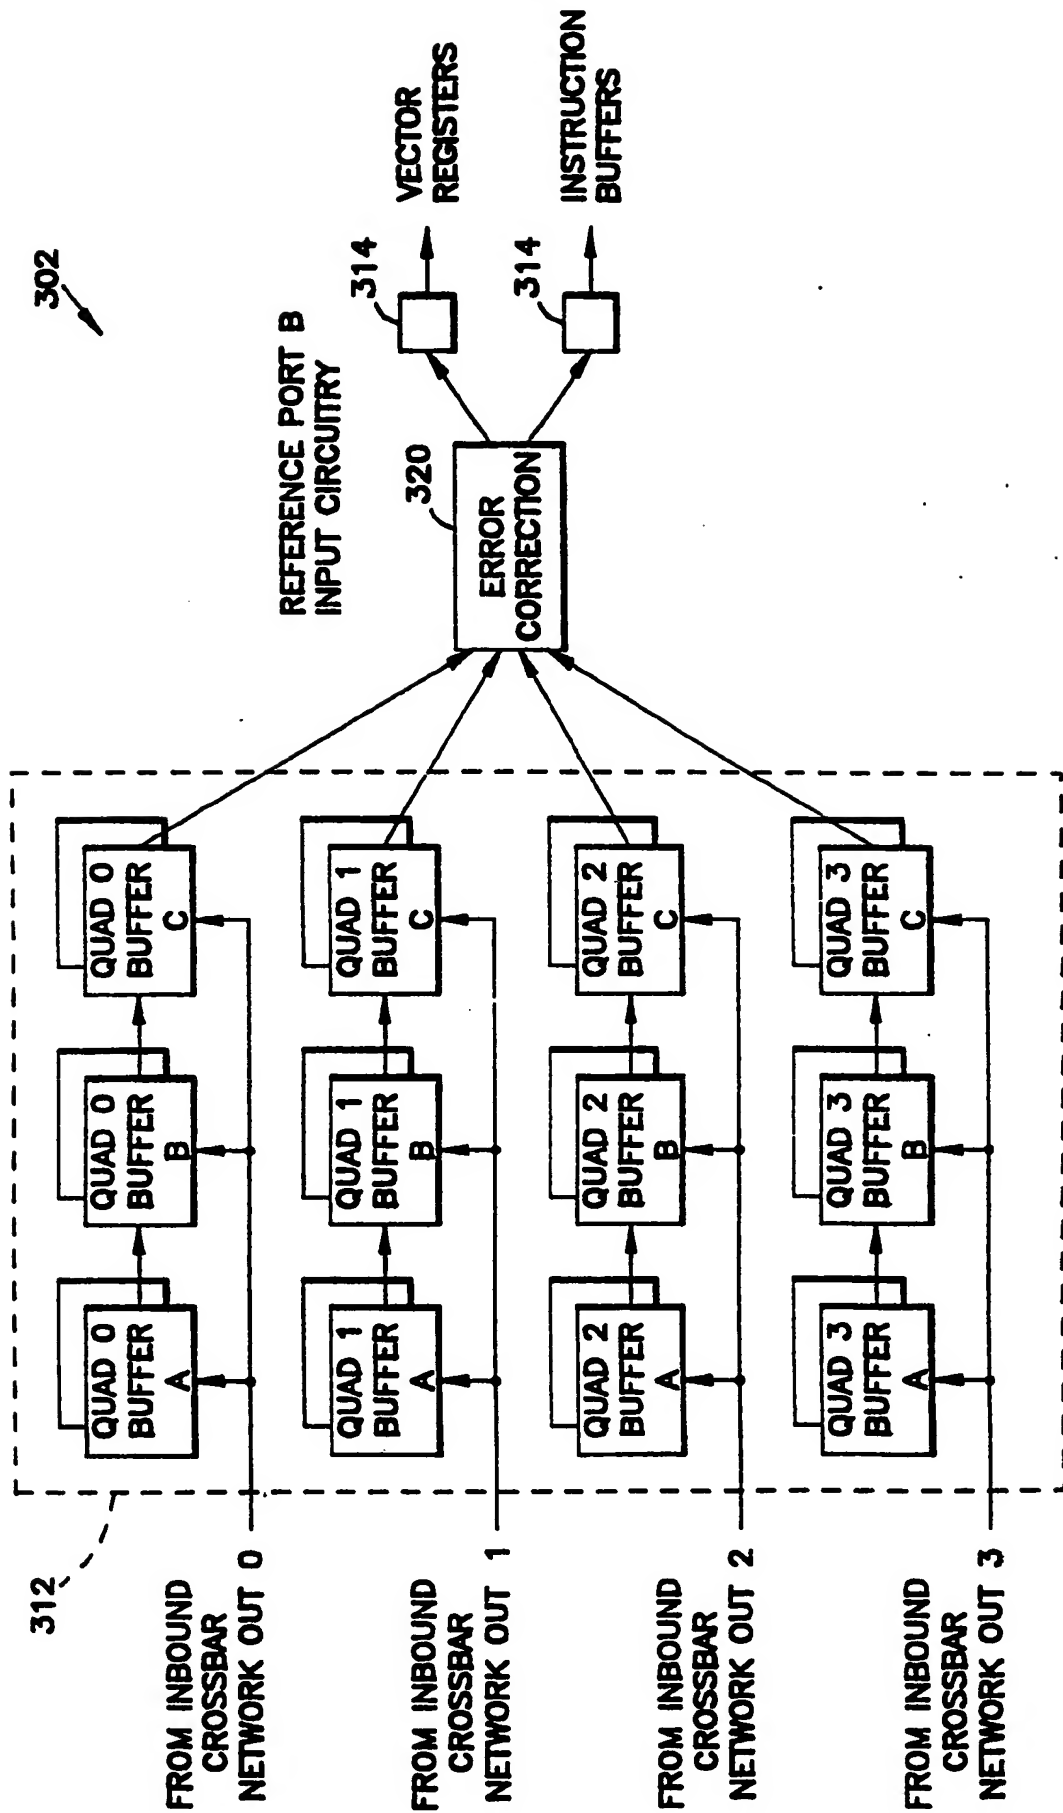 302
REFERENCE PORT B
INPUT CIRCUITRY
312
FROM INBOUND
CROSSBAR
NETWORK OUT 0
QUAD 0
BUFFER
A
QUAD 0
BUFFER
B
QUAD 0
BUFFER
C
FROM INBOUND
CROSSBAR
NETWORK OUT 1
QUAD 1
BUFFER
A
QUAD 1
BUFFER
B
QUAD 1
BUFFER
C
FROM INBOUND
CROSSBAR
NETWORK OUT 2
QUAD 2
BUFFER
A
QUAD 2
BUFFER
B
QUAD 2
BUFFER
C
FROM INBOUND
CROSSBAR
NETWORK OUT 3
QUAD 3
BUFFER
A
QUAD 3
BUFFER
B
QUAD 3
BUFFER
C
320
ERROR
CORRECTION
314
VECTOR
REGISTERS
314
INSTRUCTION
BUFFERS